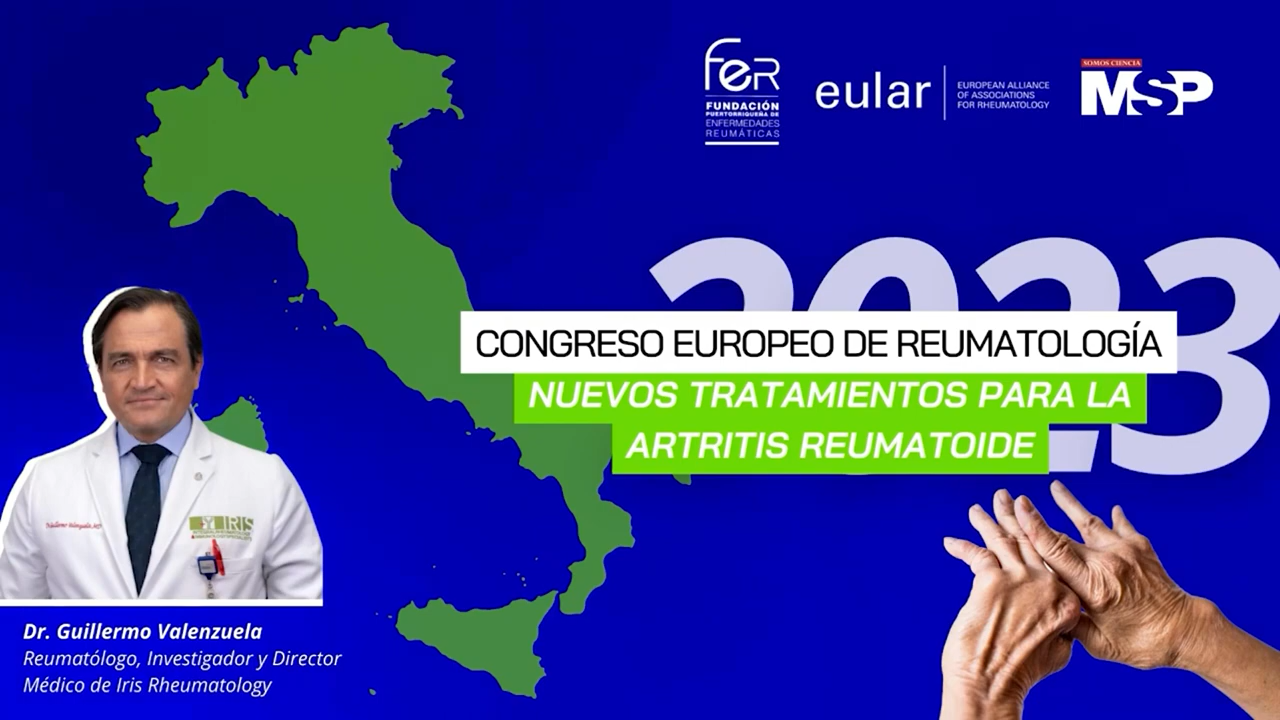 FER
FUNDACIÓN
PUERTORRIQUEÑA DE
ENFERMEDADES
REUMÁTICAS
eular
EUROPEAN ALLIANCE
OF ASSOCIATIONS
FOR RHEUMATOLOGY
SOMOS CIENCIA
MSP
2023
CONGRESO EUROPEO DE REUMATOLOGÍA
NUEVOS TRATAMIENTOS PARA LA
ARTRITIS REUMATOIDE
IRIS
Dr. Guillermo Valenzuela
Reumatólogo, Investigador y Director
Médico de Iris Rheumatology